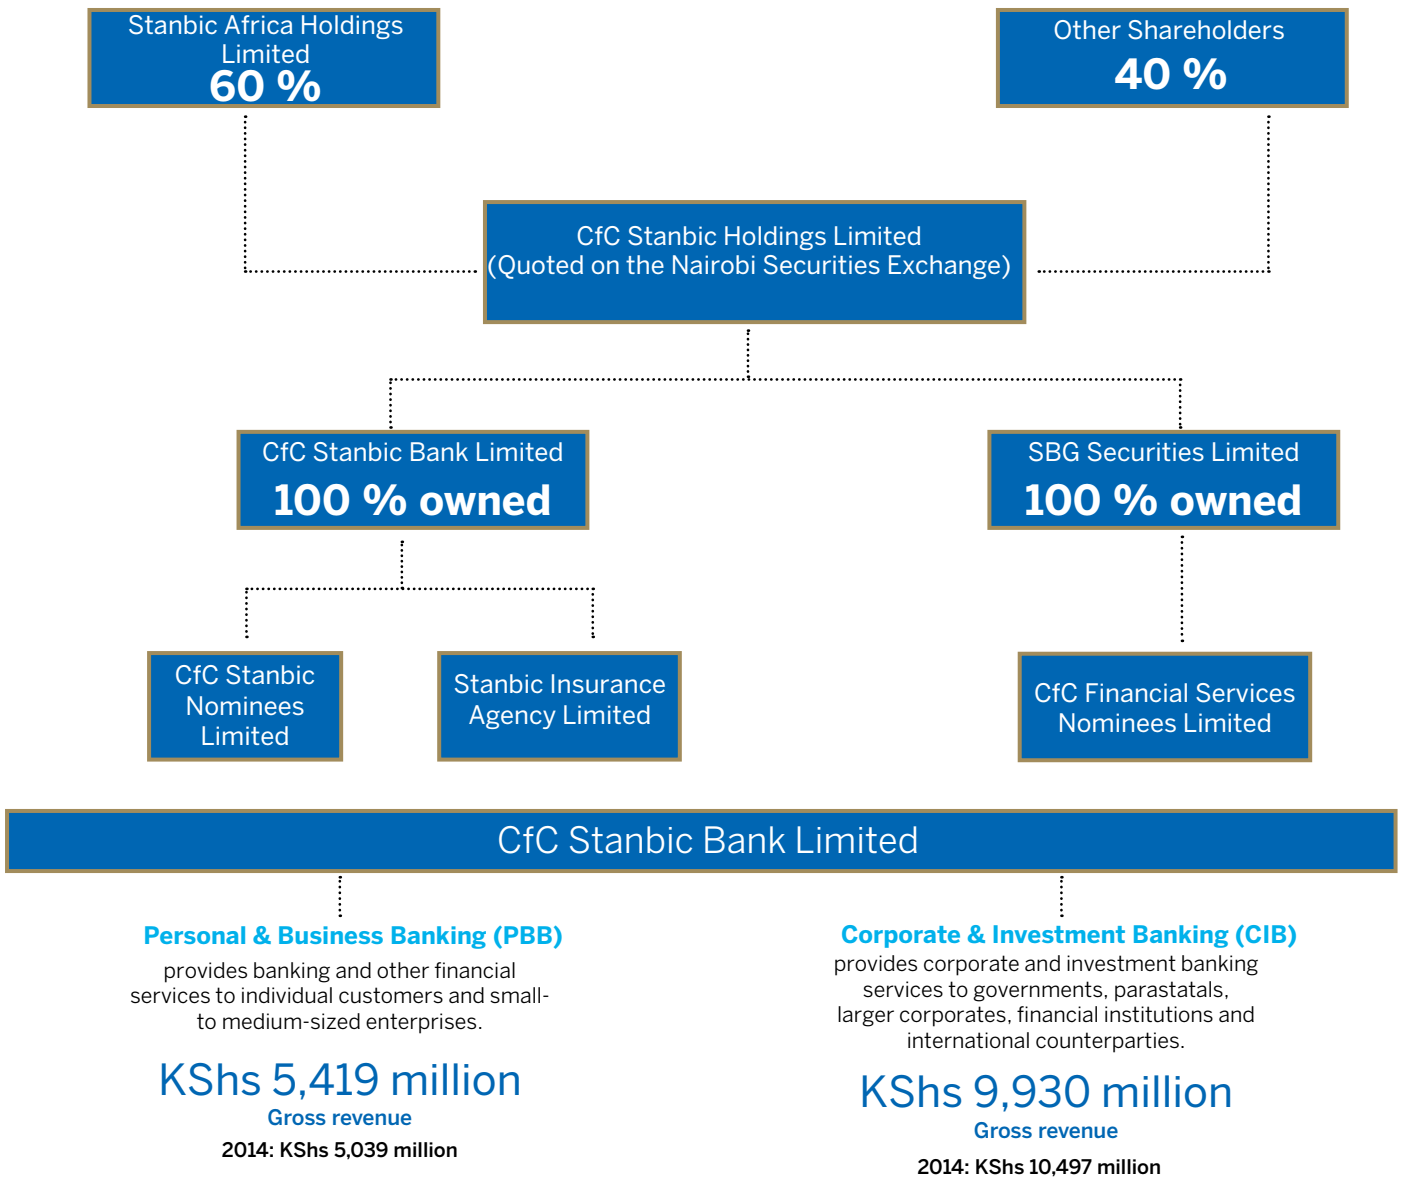 Stanbic Africa Holdings
Limited
60 %
Other Shareholders
40 %
CfC Stanbic Holdings Limited
(Quoted on the Nairobi Securities Exchange)
CfC Stanbic Bank Limited
100 % owned
SBG Securities Limited
100 % owned
CfC Stanbic
Nominees
Limited
Stanbic Insurance
Agency Limited
CfC Financial Services
Nominees Limited
CfC Stanbic Bank Limited
Personal & Business Banking (PBB)
provides banking and other financial
services to individual customers and small-
to medium-sized enterprises.
KShs 5,419 million
Gross revenue
2014: KShs 5,039 million
Corporate & Investment Banking (CIB)
provides corporate and investment banking
services to governments, parastatals,
larger corporates, financial institutions and
international counterparties.
KShs 9,930 million
Gross revenue
2014: KShs 10,497 million